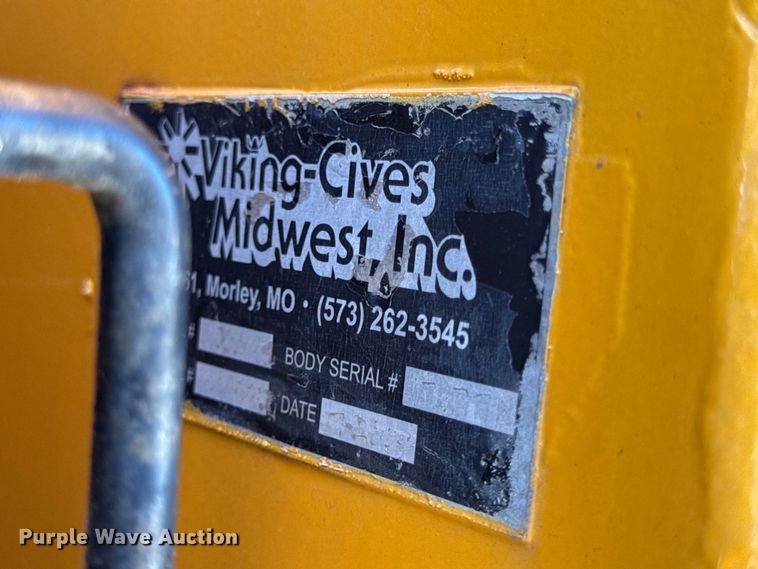 Viking-Cives
Midwest, Inc.
61, Morley, MO • (573) 262-3545
# BODY SERIAL #
# DATE
Purple Wave Auction